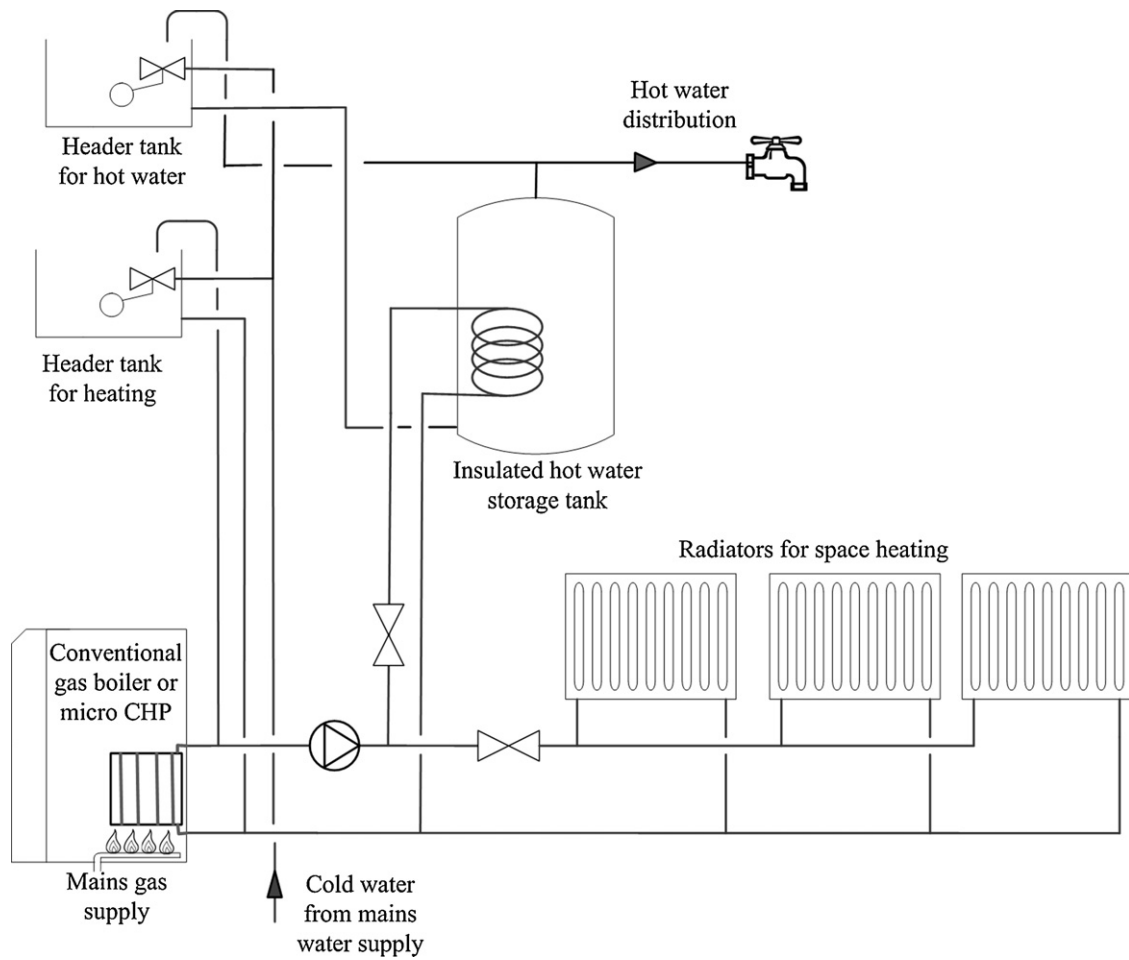 Hot water
distribution
Header tank
for hot water
Header tank
for heating
Insulated hot water
storage tank
Radiators for space heating
Conventional
gas boiler or
micro CHP
Mains gas
supply
Cold water
from mains
water supply